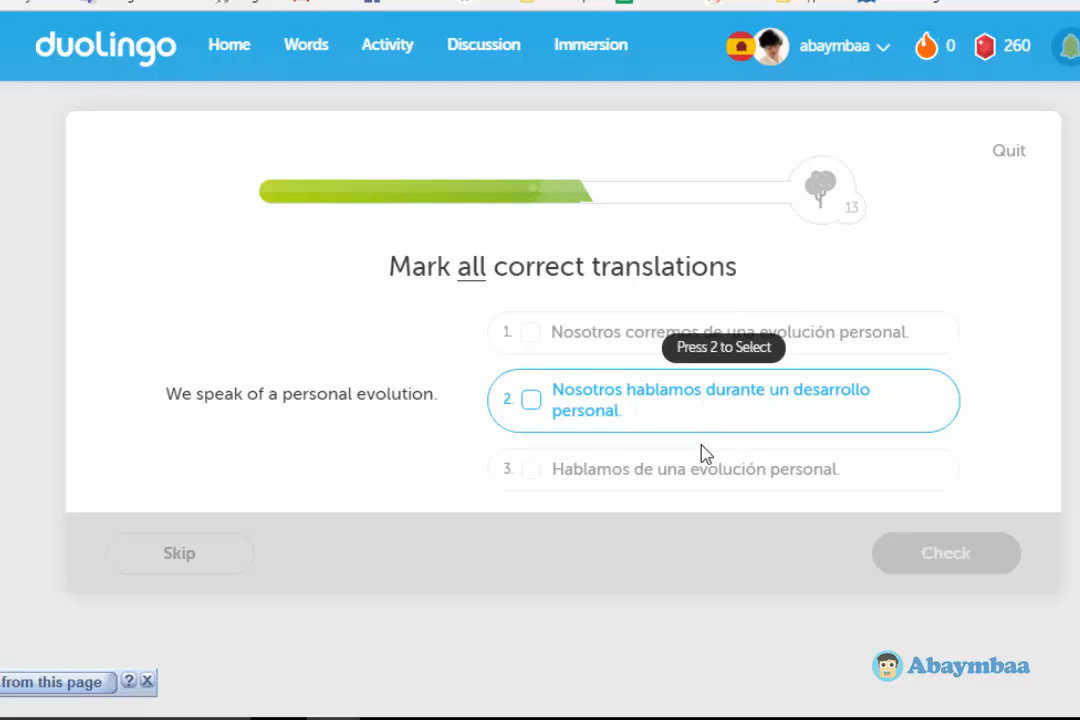 duolingo Home Words Activity Discussion Immersion abaymbaa 0 260
Quit
13
Mark all correct translations
1. Nosotros corremos de una evolución personal.
Press 2 to Select
We speak of a personal evolution.
2. Nosotros hablamos durante un desarrollo
personal.
3. Hablamos de una evolución personal.
Skip Check
Abaymbaa
from this page ? X